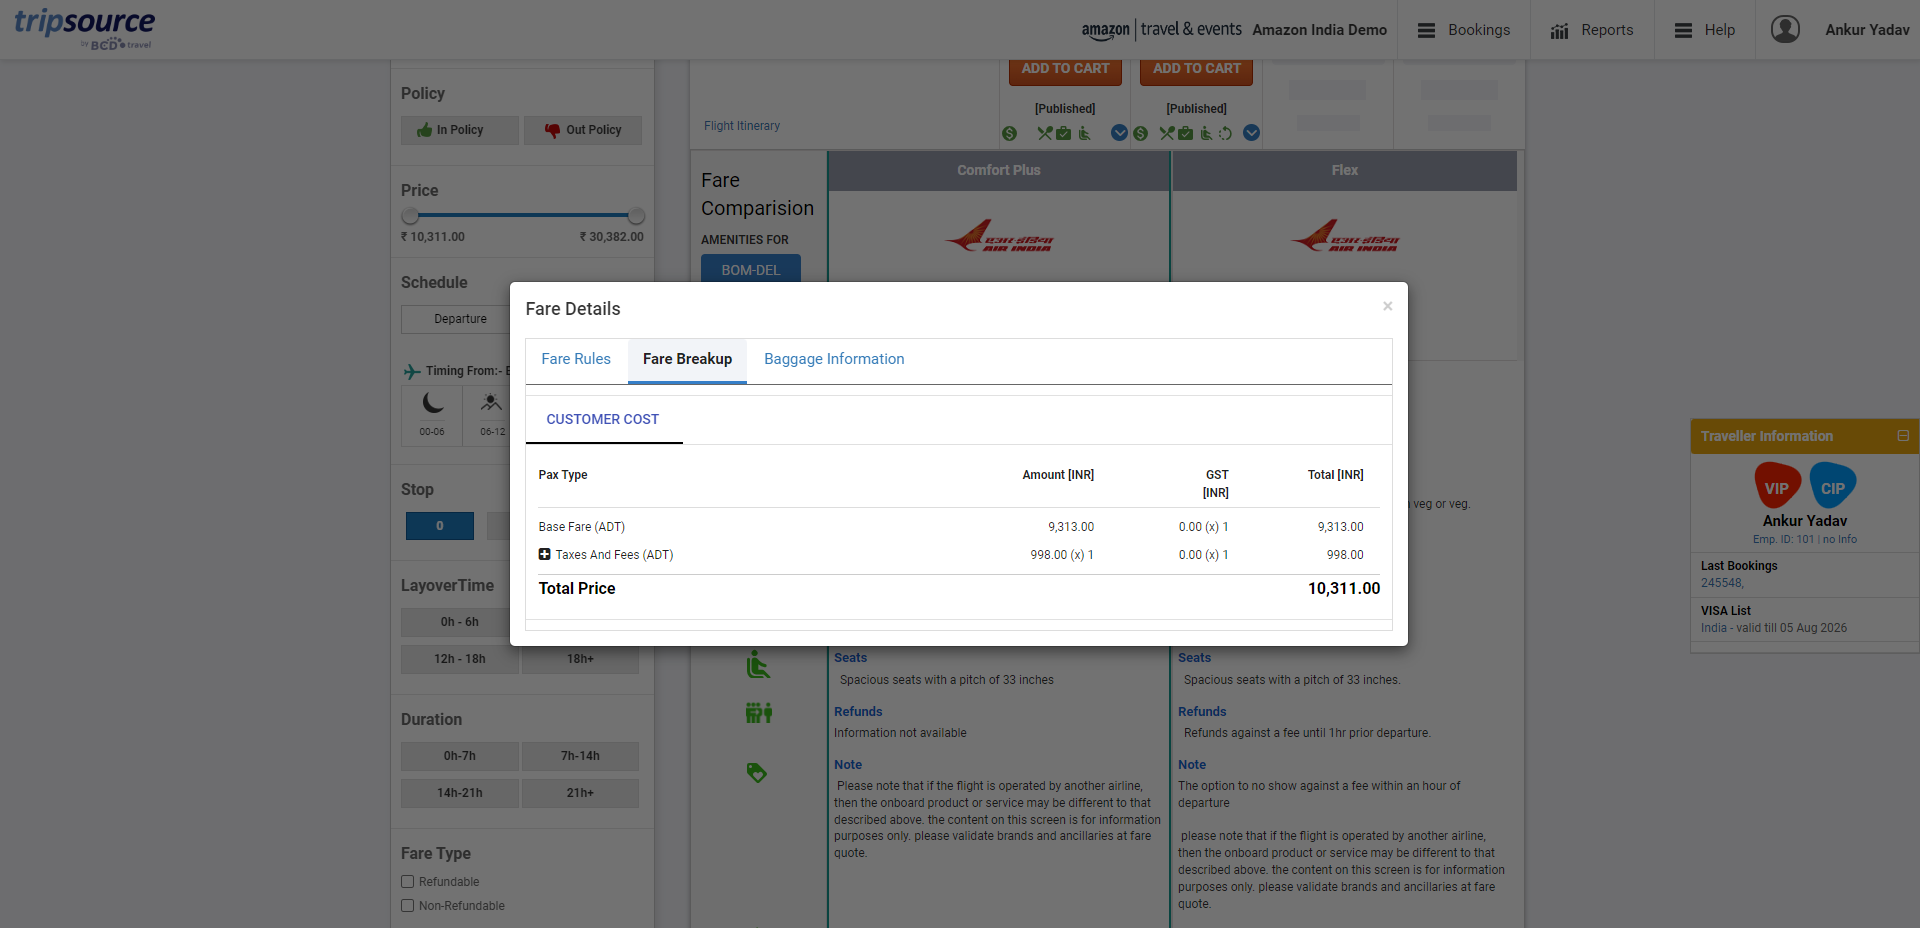 tripsource
by BCD travel
amazon | travel & events
Amazon India Demo
Bookings
Reports
Help
Ankur Yadav
Policy
In Policy
Out Policy
Price
₹ 10,311.00
₹ 30,382.00
Schedule
Departure
Timing From:-
00-06
06-12
Stop
0
LayoverTime
0h - 6h
12h - 18h
18h+
Duration
0h-7h
7h-14h
14h-21h
21h+
Fare Type
Refundable
Non-Refundable
ADD TO CART
ADD TO CART
[Published]
[Published]
Flight Itinerary
Fare
Comparision
AMENITIES FOR
BOM-DEL
Comfort Plus
Flex
एअर-इंडिया
AIR INDIA
एअर-इंडिया
AIR INDIA
Fare Details
×
Fare Rules
Fare Breakup
Baggage Information
CUSTOMER COST
Pax Type
Amount [INR]
GST
[INR]
Total [INR]
Base Fare (ADT)
9,313.00
0.00 (x) 1
9,313.00
Taxes And Fees (ADT)
998.00 (x) 1
0.00 (x) 1
998.00
Total Price
10,311.00
veg or veg.
Seats
Spacious seats with a pitch of 33 inches
Refunds
Information not available
Note
Please note that if the flight is operated by another airline,
then the onboard product or service may be different to that
described above. the content on this screen is for information
purposes only. please validate brands and ancillaries at fare
quote.
Seats
Spacious seats with a pitch of 33 inches.
Refunds
Refunds against a fee until 1hr prior departure.
Note
The option to no show against a fee within an hour of
departure
please note that if the flight is operated by another airline,
then the onboard product or service may be different to that
described above. the content on this screen is for information
purposes only. please validate brands and ancillaries at fare
quote.
Traveller Information
VIP
CIP
Ankur Yadav
Emp. ID: 101 | no Info
Last Bookings
245548,
VISA List
India - valid till 05 Aug 2026